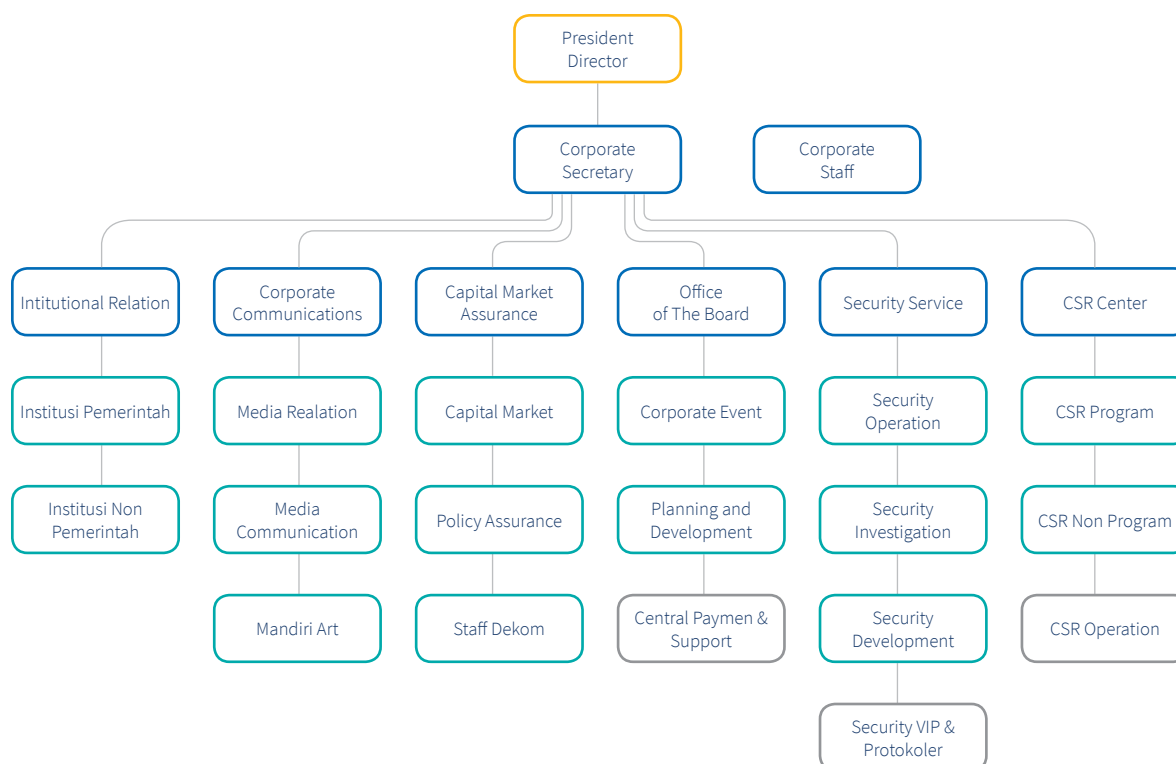 President
Director
Corporate
Secretary
Corporate
Staff
Intitutional Relation
Corporate
Communications
Capital Market
Assurance
Office
of The Board
Security Service
CSR Center
Institusi Pemerintah
Media Realation
Capital Market
Corporate Event
Security
Operation
CSR Program
Institusi Non
Pemerintah
Media
Communication
Policy Assurance
Planning and
Development
Security
Investigation
CSR Non Program
Mandiri Art
Staff Dekom
Central Paymen &
Support
Security
Development
CSR Operation
Security VIP &
Protokoler